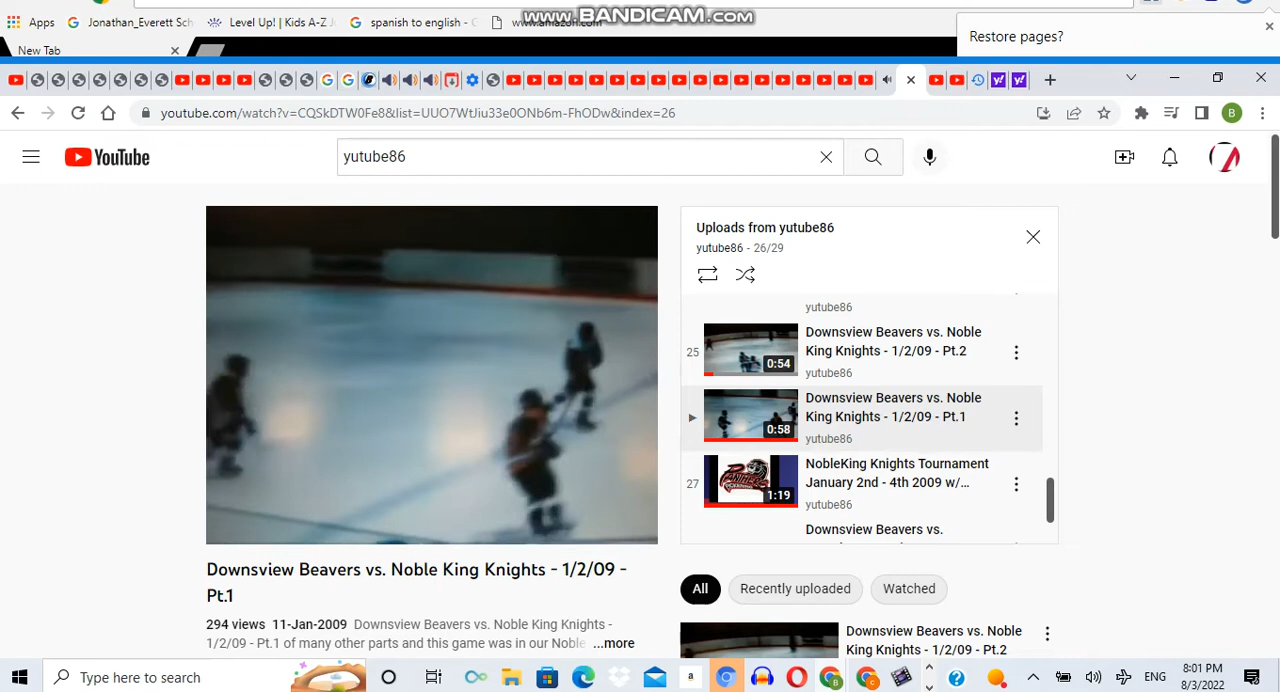 www.BANDICAM.com
Apps Jonathan_Everett Sch Level Up! | Kids A-Z J spanish to english - G
Restore pages?
New Tab
youtube.com/watch?v=CQSkDTW0Fe8&list=UUO7WtJiu33e0ONb6m-FhODw&index=26
B
YouTube
yutube86
Uploads from yutube86
yutube86 - 26/29
yutube86
25
0:54
Downsview Beavers vs. Noble
King Knights - 1/2/09 - Pt.2
yutube86
0:58
Downsview Beavers vs. Noble
King Knights - 1/2/09 - Pt.1
yutube86
27
1:19
NobleKing Knights Tournament
January 2nd - 4th 2009 w/...
yutube86
Downsview Beavers vs.
Downsview Beavers vs. Noble King Knights - 1/2/09 -
Pt.1
294 views 11-Jan-2009 Downsview Beavers vs. Noble King Knights -
1/2/09 - Pt.1 of many other parts and this game was in our Noble ...more
All Recently uploaded Watched
Downsview Beavers vs. Noble
King Knights - 1/2/09 - Pt.2
Type here to search
ENG
8:01 PM
8/3/2022